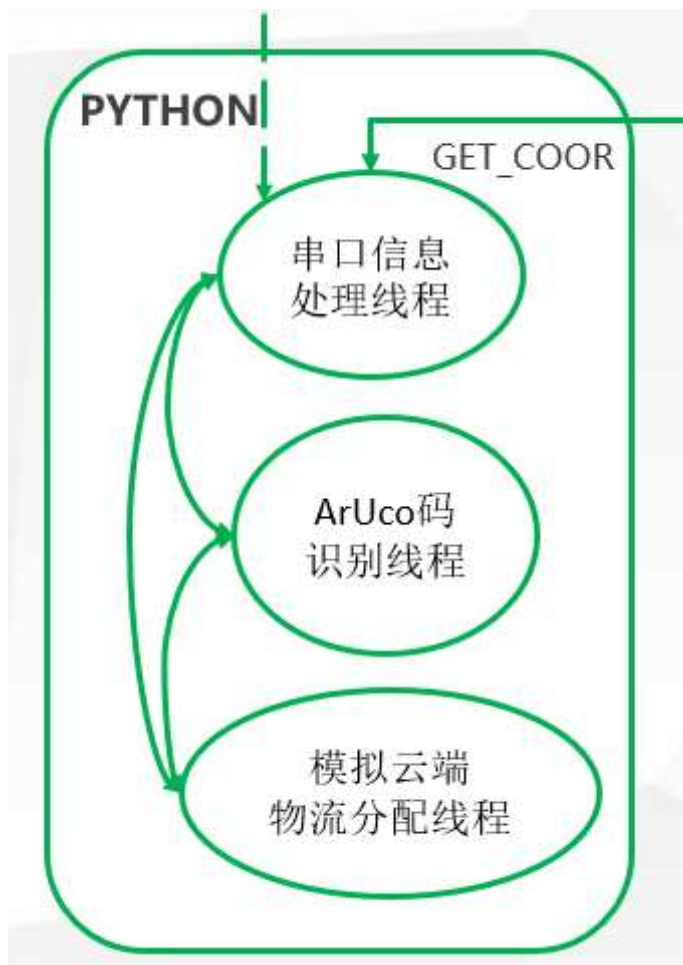 PYTHON
GET_COOR
串口信息
处理线程
ArUco码
识别线程
模拟云端
物流分配线程